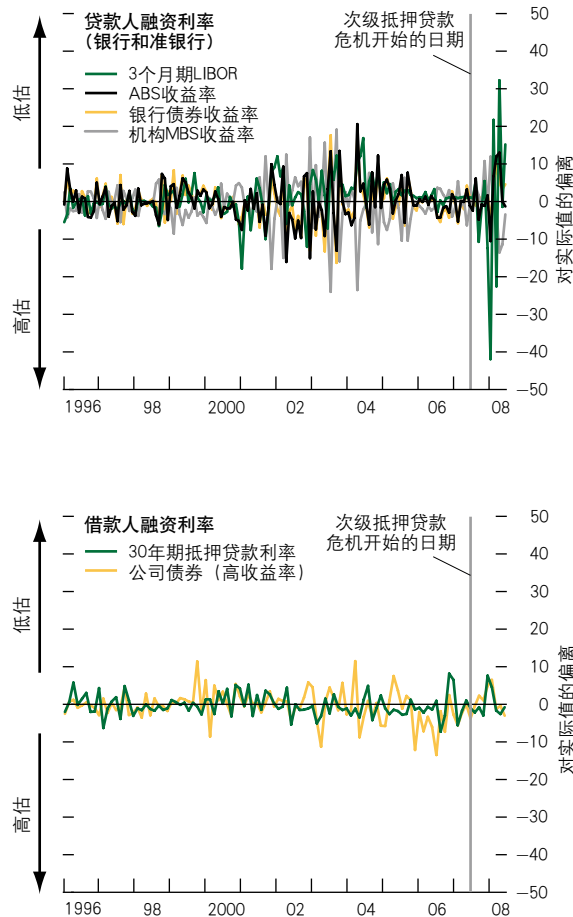 贷款人融资利率
（银行和准银行）
3个月期LIBOR
ABS收益率
银行债券收益率
机构MBS收益率
次级抵押贷款
危机开始的日期
低估
高估
50
40
30
20
10
0
−10
−20
−30
−40
−50
对实际值的偏离
1996 98 2000 02 04 06 08
借款人融资利率
30年期抵押贷款利率
公司债券（高收益率）
次级抵押贷款
危机开始的日期
低估
高估
50
40
30
20
10
0
−10
−20
−30
−40
−50
对实际值的偏离
1996 98 2000 02 04 06 08